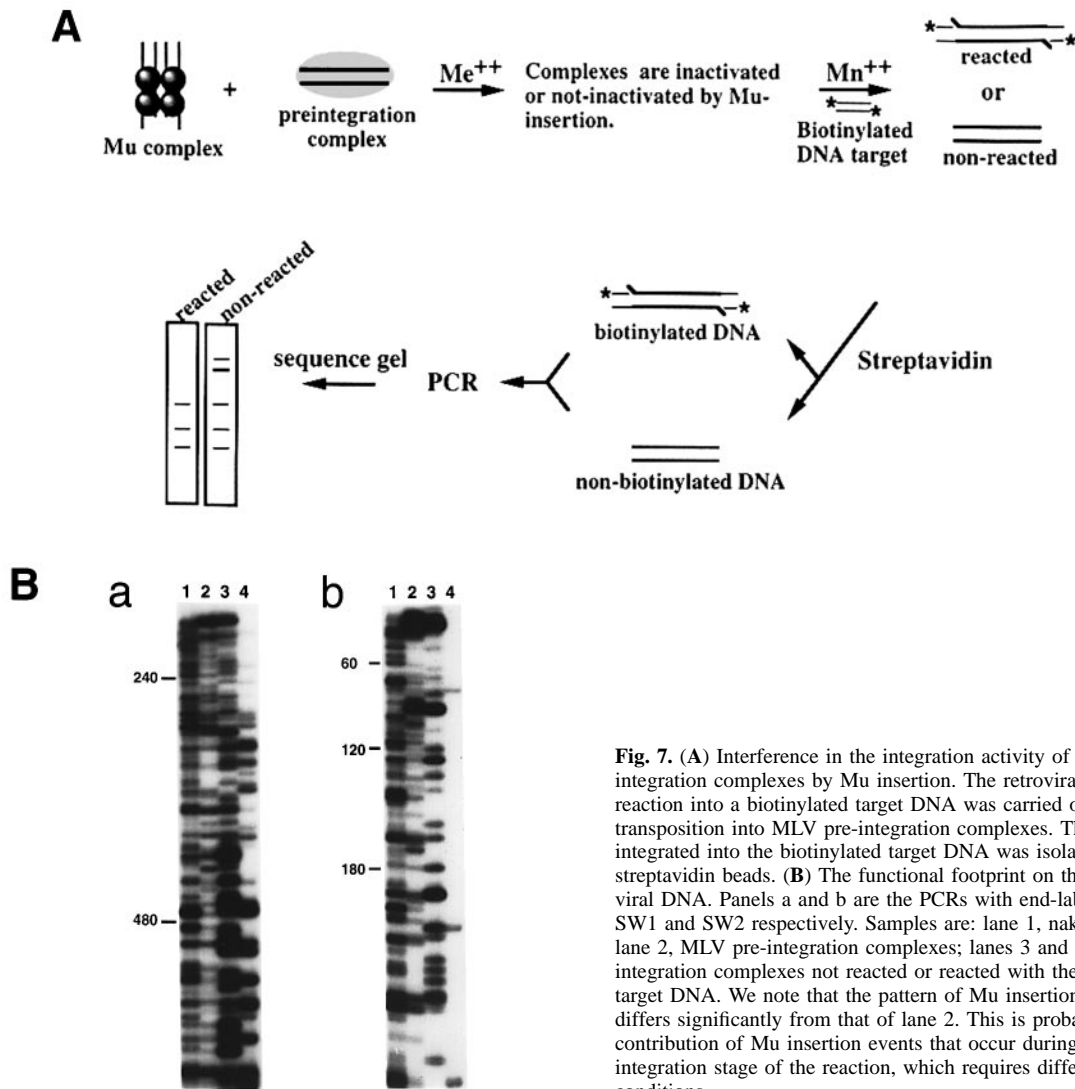 A
Mu complex
+
preintegration
complex
Me++
Complexes are inactivated
or not-inactivated by Mu-
insertion.
Mn++
Biotinylated
DNA target
reacted
or
non-reacted
reacted
non-reacted
sequence gel
PCR
biotinylated DNA
non-biotinylated DNA
Streptavidin
B
a
1 2 3 4
240
480
b
1 2 3 4
60
120
180
Fig. 7. (A) Interference in the integration activity of
integration complexes by Mu insertion. The retrovira
reaction into a biotinylated target DNA was carried o
transposition into MLV pre-integration complexes. Th
integrated into the biotinylated target DNA was isola
streptavidin beads. (B) The functional footprint on th
viral DNA. Panels a and b are the PCRs with end-lab
SW1 and SW2 respectively. Samples are: lane 1, nak
lane 2, MLV pre-integration complexes; lanes 3 and
integration complexes not reacted or reacted with the
target DNA. We note that the pattern of Mu insertion
differs significantly from that of lane 2. This is proba
contribution of Mu insertion events that occur during
integration stage of the reaction, which requires diffe